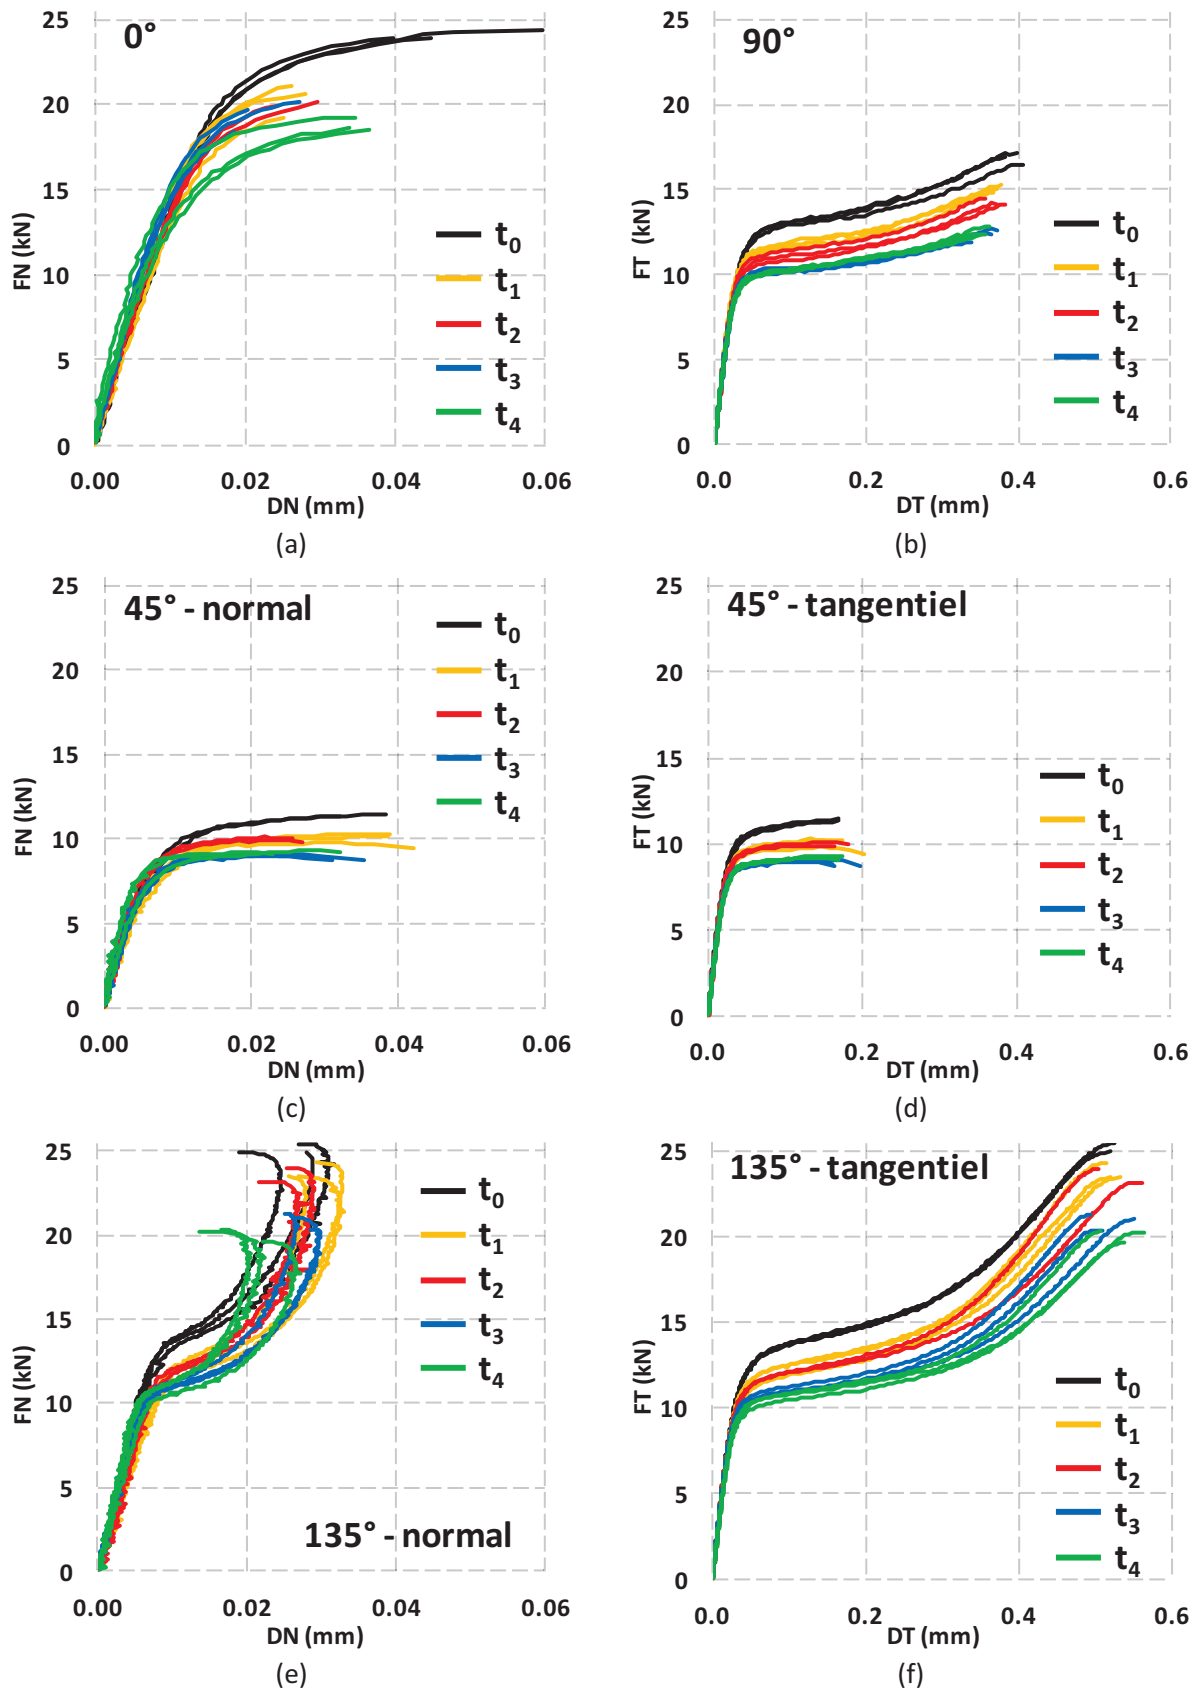 0°
25
20
15
10
5
0
FN (kN)
t0
t1
t2
t3
t4
0.00 0.02 0.04 0.06
DN (mm)
(a)
90°
25
20
15
10
5
0
FT (kN)
t0
t1
t2
t3
t4
0.0 0.2 0.4 0.6
DT (mm)
(b)
45° - normal
25
20
15
10
5
0
FN (kN)
t0
t1
t2
t3
t4
0.00 0.02 0.04 0.06
DN (mm)
(c)
45° - tangentiel
25
20
15
10
5
0
FT (kN)
t0
t1
t2
t3
t4
0.0 0.2 0.4 0.6
DT (mm)
(d)
25
20
15
10
5
0
FN (kN)
t0
t1
t2
t3
t4
135° - normal
0.00 0.02 0.04 0.06
DN (mm)
(e)
135° - tangentiel
25
20
15
10
5
0
FT (kN)
t0
t1
t2
t3
t4
0.0 0.2 0.4 0.6
DT (mm)
(f)